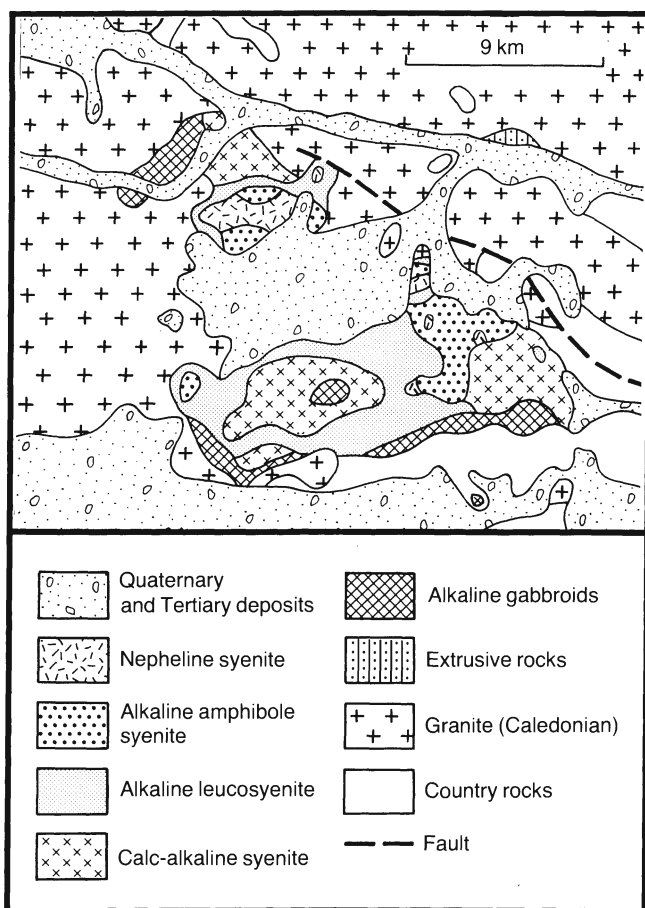 9 km
Quaternary
and Tertiary deposits
Nepheline syenite
Alkaline amphibole
syenite
Alkaline leucosyenite
Calc-alkaline syenite
Alkaline gabbroids
Extrusive rocks
Granite (Caledonian)
Country rocks
Fault